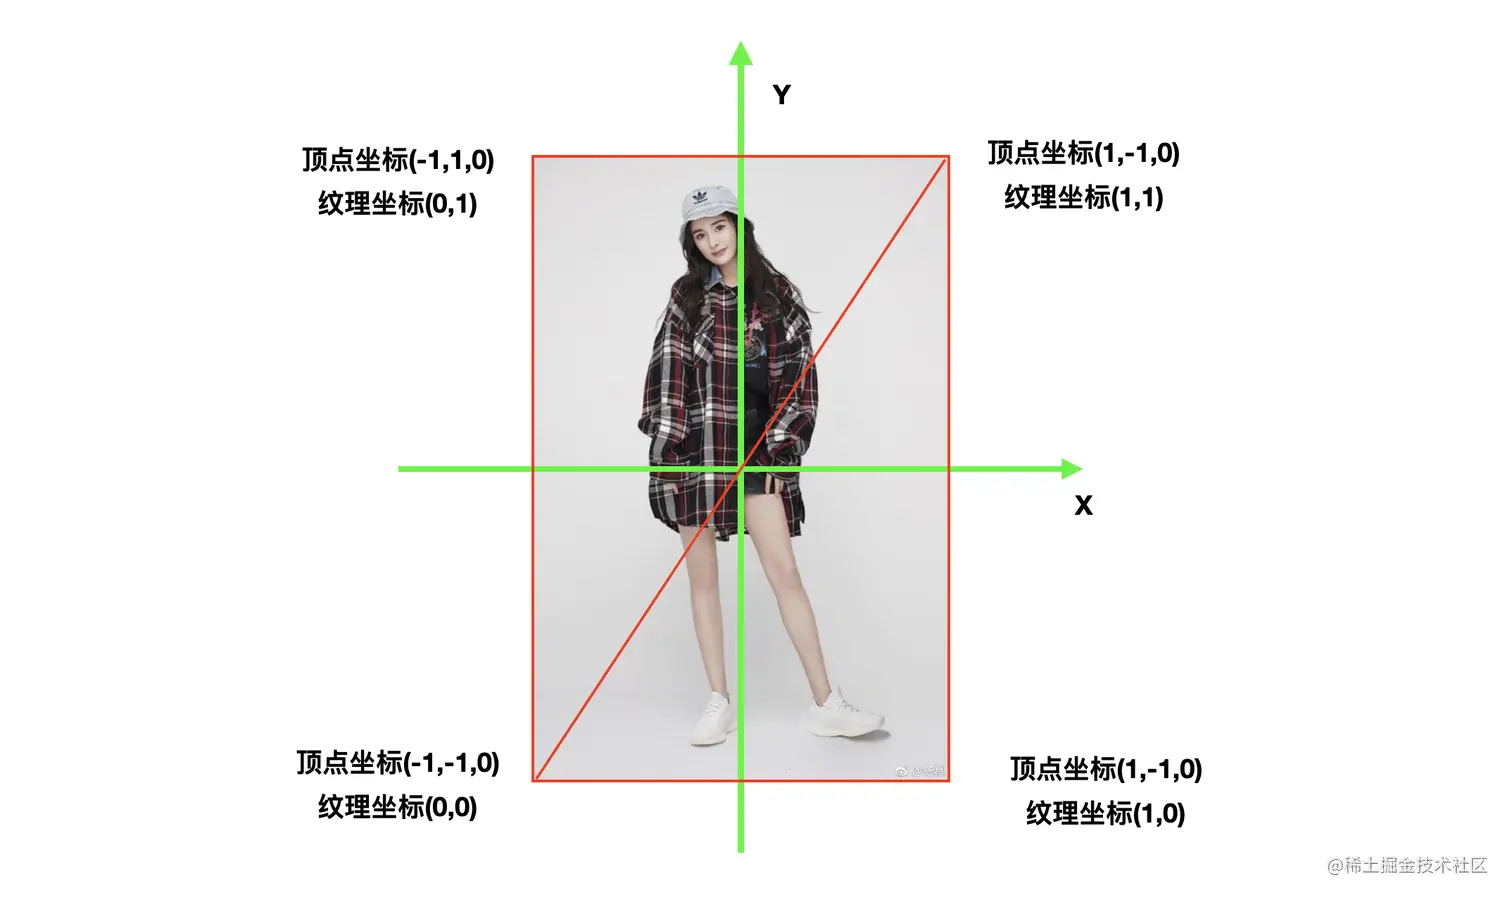 Y
顶点坐标(-1,1,0)
纹理坐标(0,1)
顶点坐标(1,-1,0)
纹理坐标(1,1)
X
顶点坐标(-1,-1,0)
纹理坐标(0,0)
顶点坐标(1,-1,0)
纹理坐标(1,0)
@稀土掘金技术社区